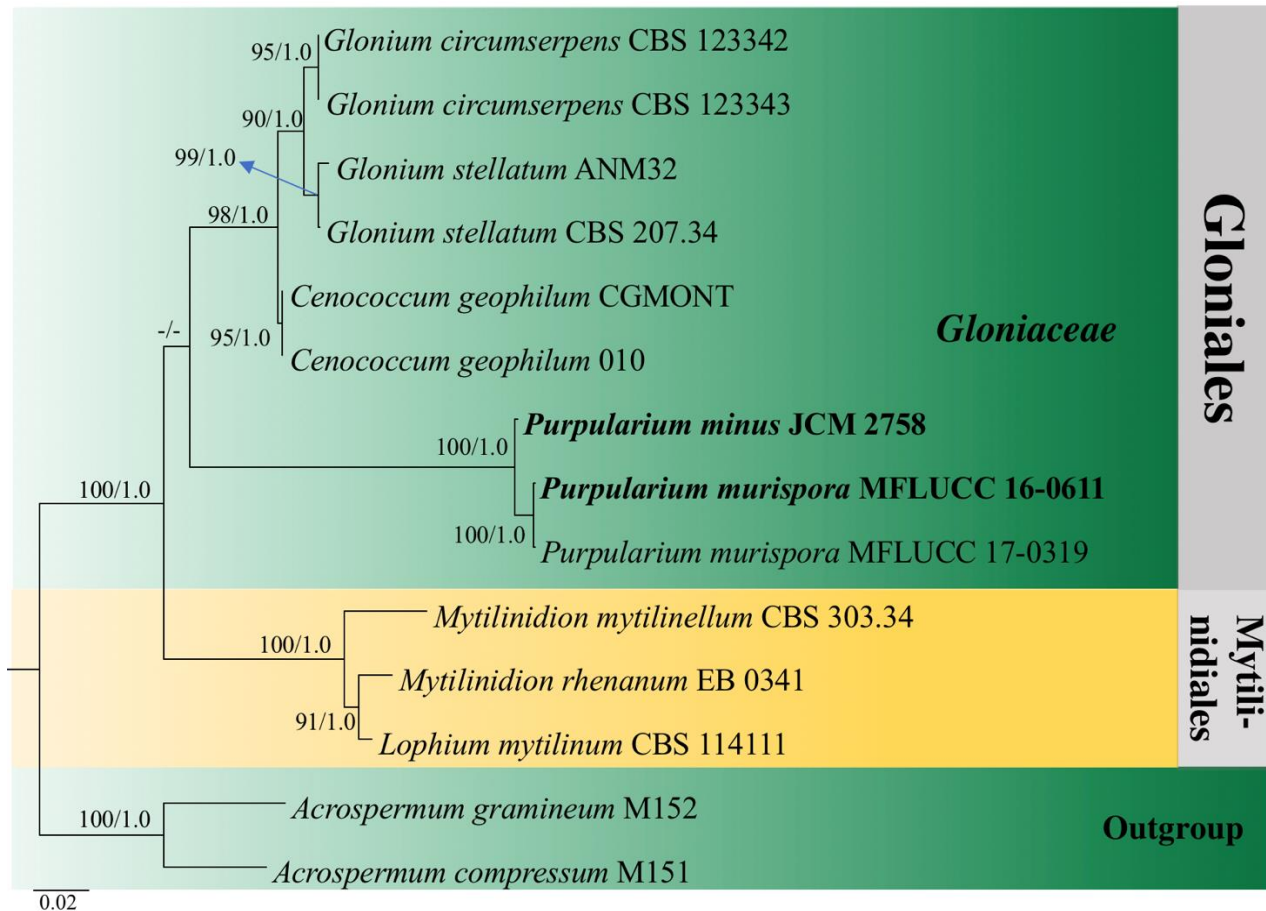 95/1.0
Glonium circumserpens CBS 123342
Glonium circumserpens CBS 123343
90/1.0
99/1.0
Glonium stellatum ANM32
98/1.0
Glonium stellatum CBS 207.34
Cenococcum geophilum CGMONT
-/-
95/1.0
Cenococcum geophilum 010
Gloniaceae
Gloniales
Purpularium minus JCM 2758
100/1.0
Purpularium murispora MFLUCC 16-0611
100/1.0
100/1.0
Purpularium murispora MFLUCC 17-0319
Mytilinidion mytilinellum CBS 303.34
100/1.0
Mytilinidion rhenanum EB 0341
91/1.0
Lophium mytilinum CBS 114111
Mytili-
nidiales
Acrospermum gramineum M152
100/1.0
Outgroup
Acrospermum compressum M151
0.02